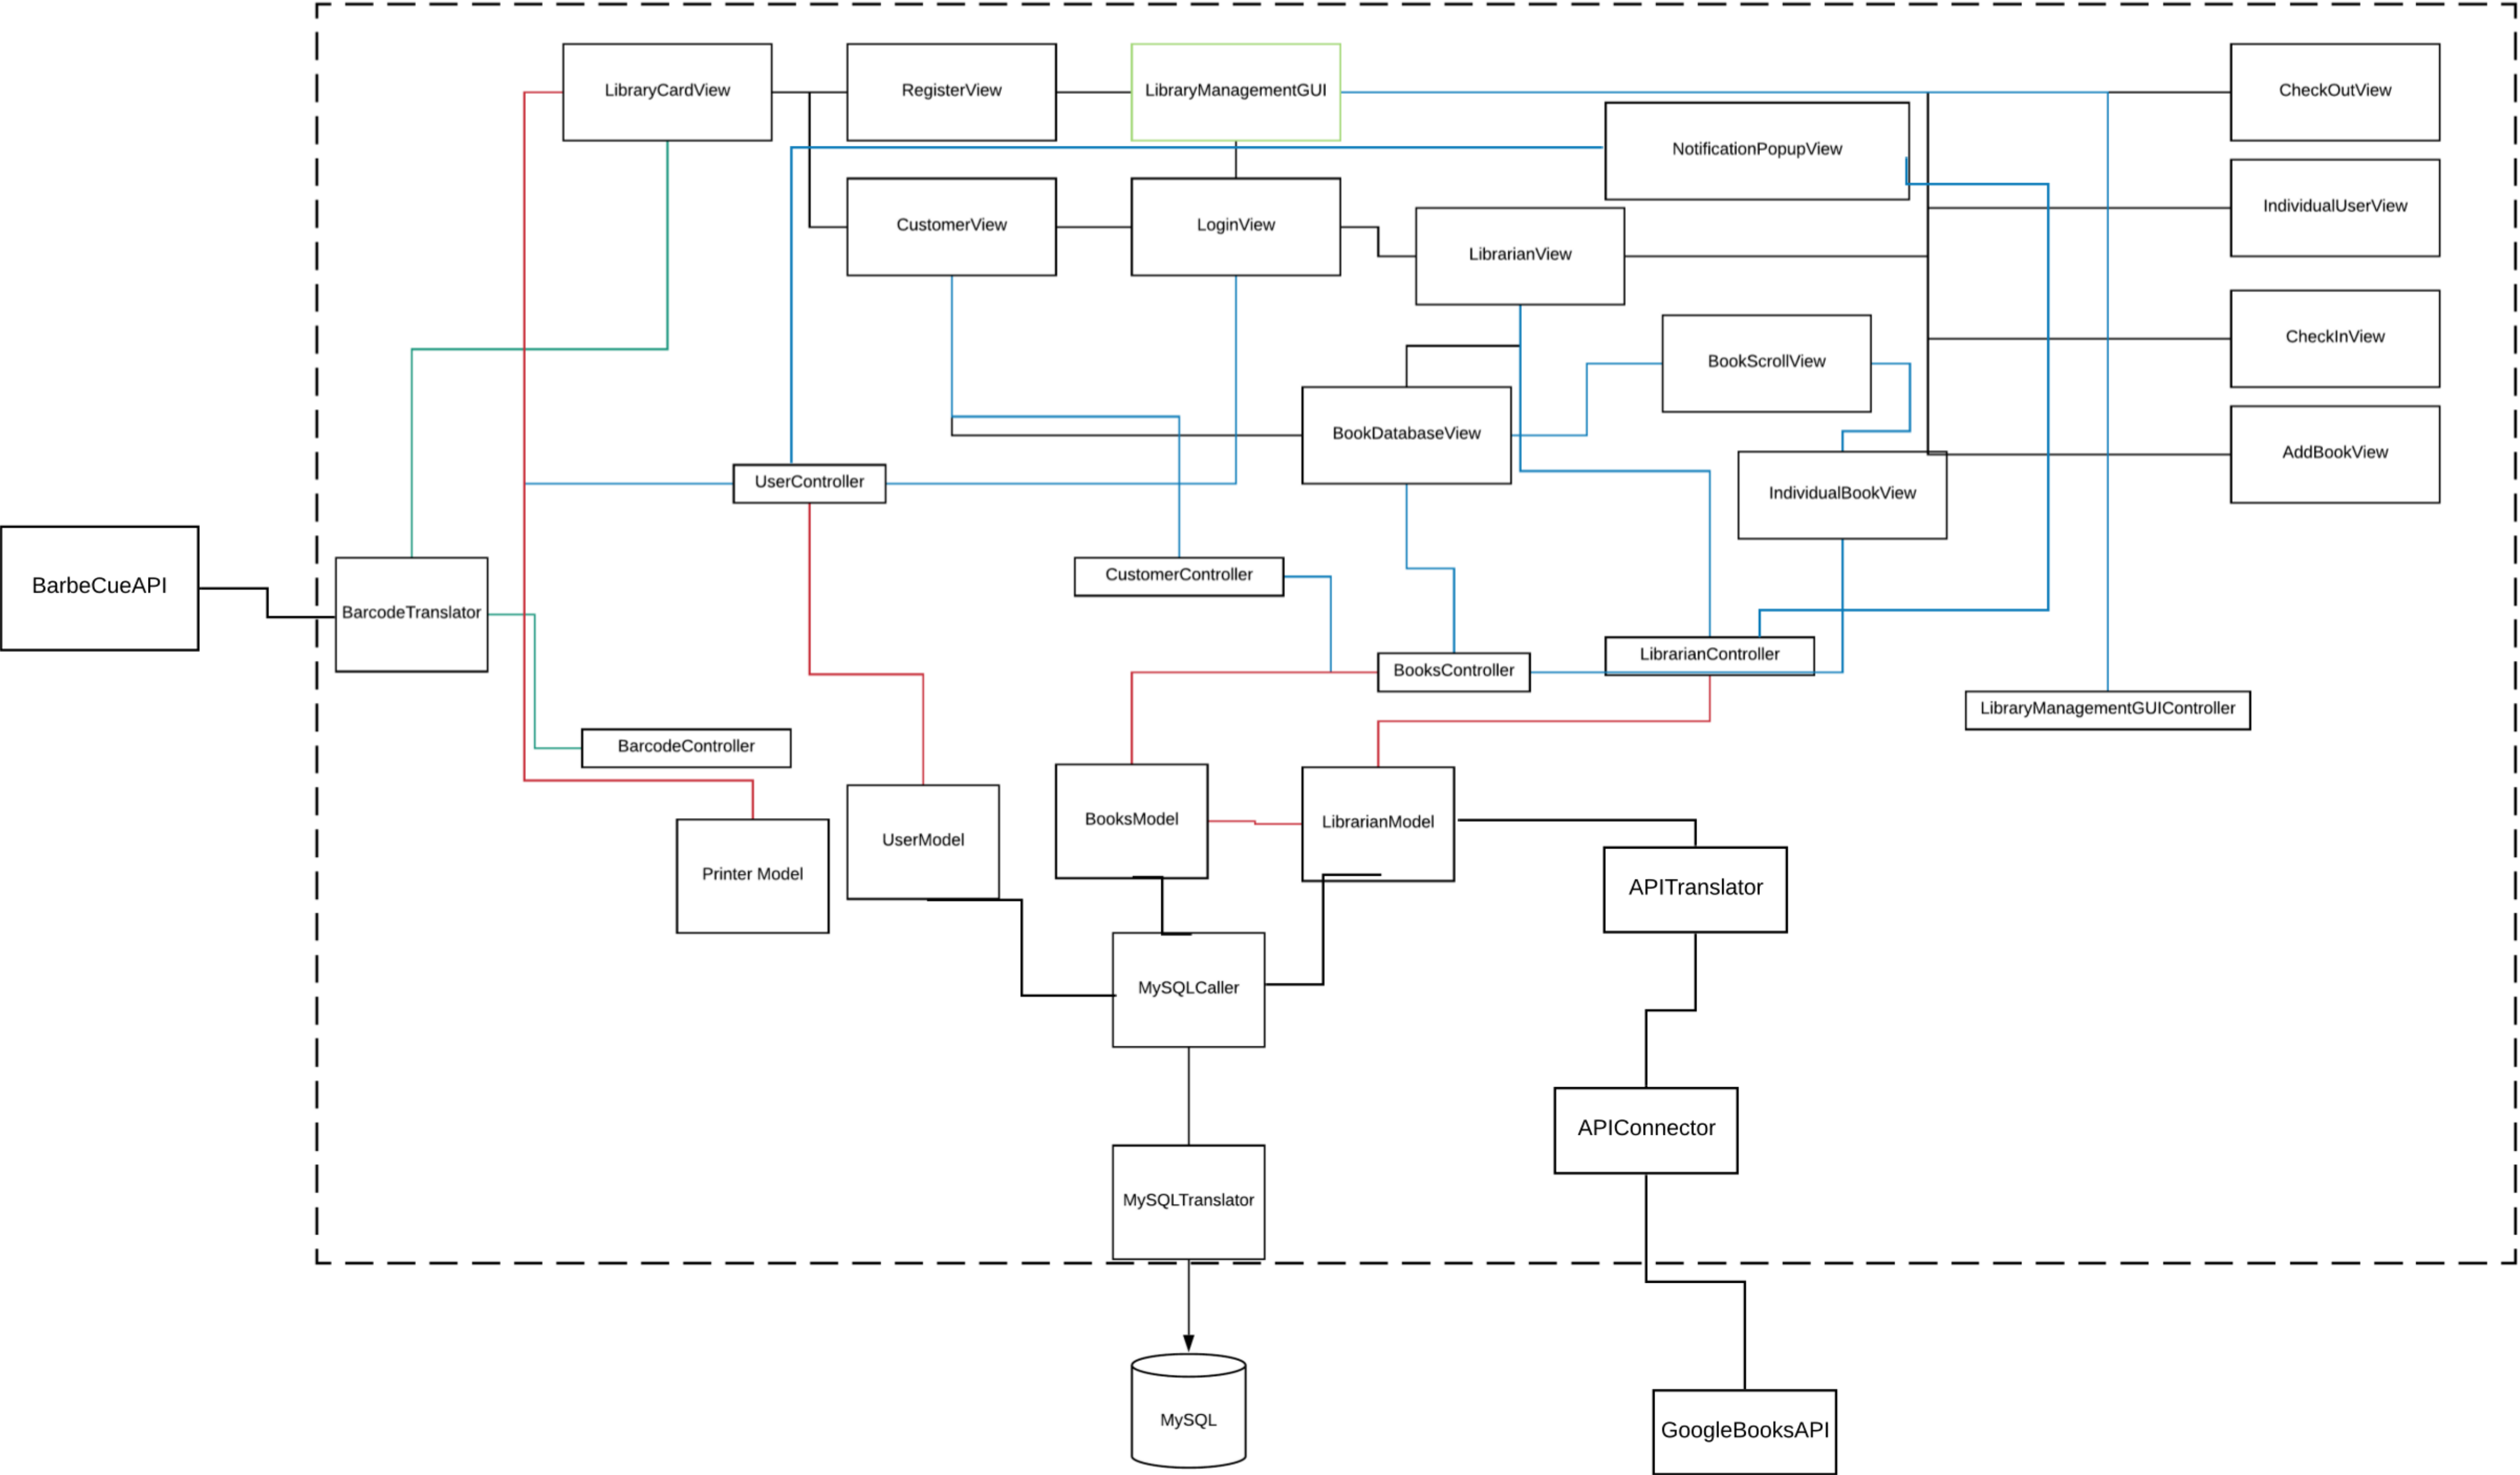 LibraryCardView
RegisterView
LibraryManagementGUI
CheckOutView
NotificationPopupView
IndividualUserView
CustomerView
LoginView
LibrarianView
CheckInView
BookScrollView
BookDatabaseView
AddBookView
UserController
IndividualBookView
BarbeCueAPI
CustomerController
BarcodeTranslator
LibrarianController
BooksController
LibraryManagementGUIController
BarcodeController
BooksModel
LibrarianModel
UserModel
Printer Model
APITranslator
MySQLCaller
APIConnector
MySQLTranslator
MySQL
GoogleBooksAPI